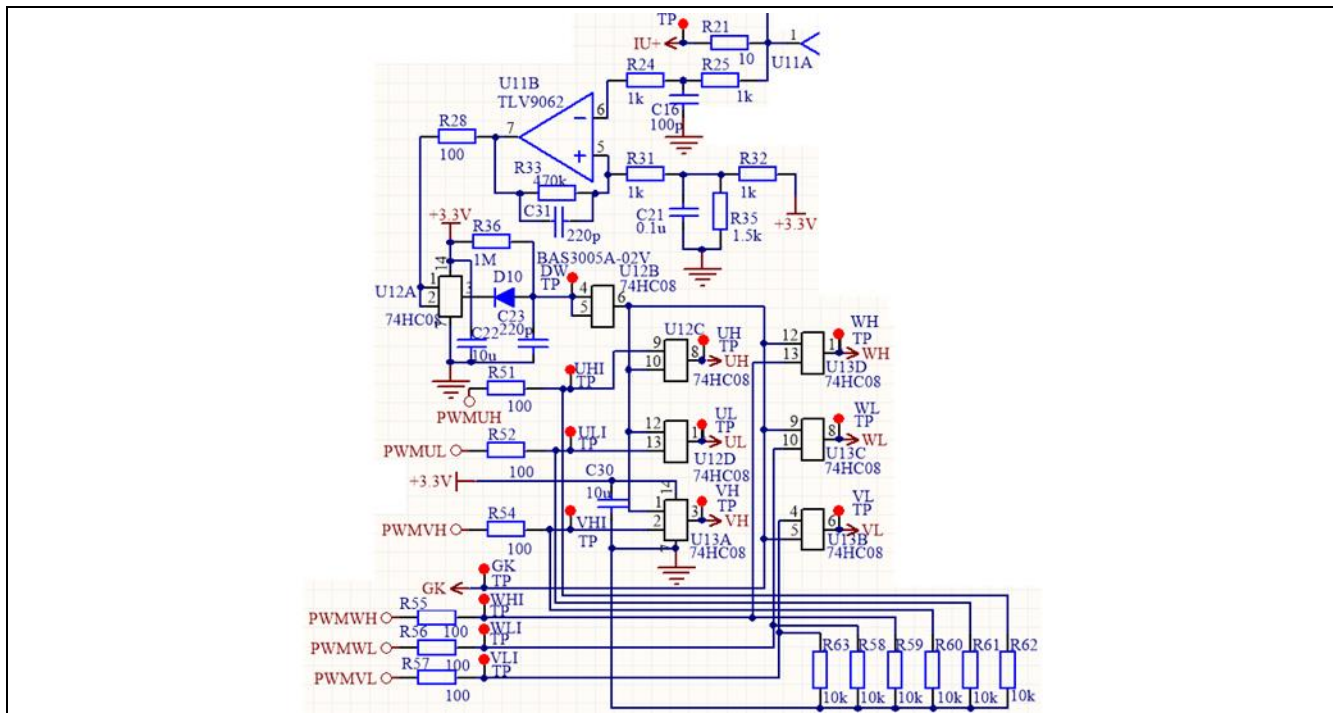 TP
R21
1
IU+
10
U11A
R24
R25
U11B
TLV9062
6
1k
1k
C16
100p
R28
7
5
100
R31
R32
R33
470k
1k
1k
C31
220p
C21
0.1u
R35
1.5k
+3.3V
+3.3V
R36
1M
BAS3005A-02V
14
D10
DW
TP
U12B
74HC08
U12A
1
2
3
4
5
6
74HC08
7
C23
220p
C22
10u
U12C
UH
TP
WH
TP
9
10
8
UH
12
13
1
WH
UHI
TP
74HC08
U13D
74HC08
R51
100
PWMUH
ULI
TP
UL
TP
WL
TP
R52
12
13
1
UL
9
10
8
WL
PWMUL
100
U12D
74HC08
U13C
74HC08
C30
10u
+3.3V
14
VH
TP
VL
TP
R54
VHI
TP
1
2
3
VH
4
5
6
VL
PWMVH
100
7
U13A
74HC08
U13B
74HC08
GK
TP
GK
R55
WHI
TP
PWMWH
100
R56
WLI
TP
PWMWL
100
R57
VLI
TP
PWMVL
100
R63
R58
R59
R60
R61
R62
10k
10k
10k
10k
10k
10k